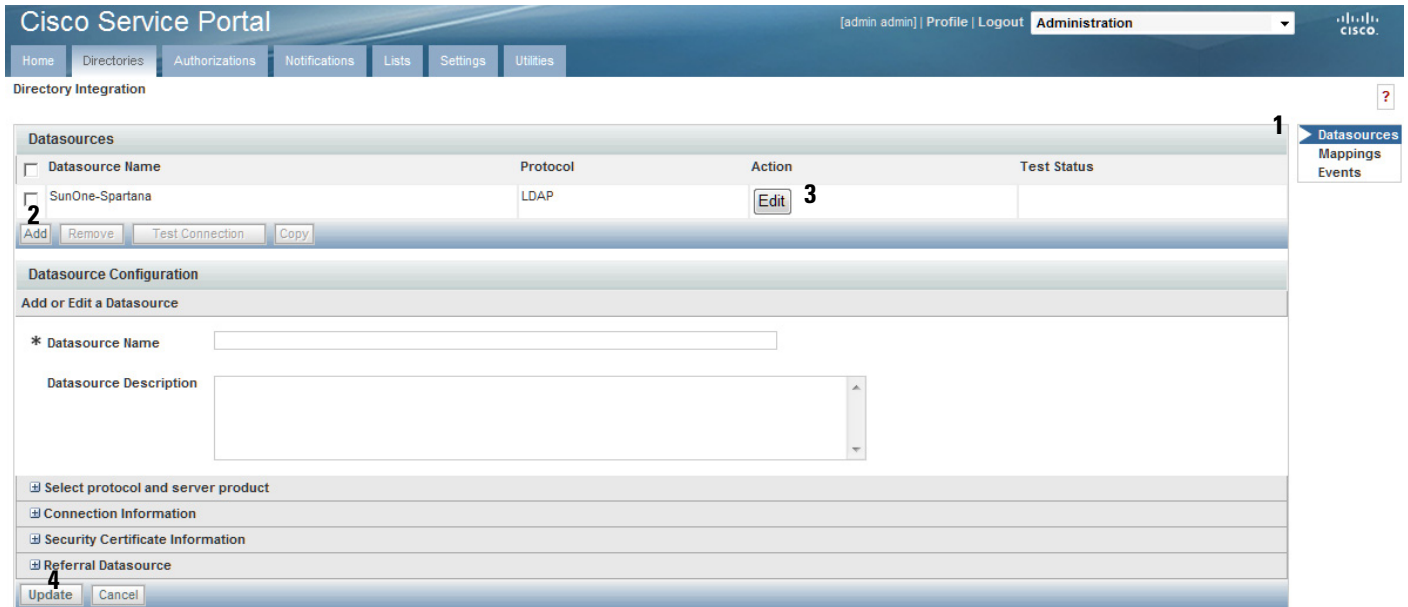 Cisco Service Portal
[admin admin] | Profile | Logout Administration
CISCO.
Home Directories Authorizations Notifications Lists Settings Utilities
Directory Integration
?
1
Datasources
Datasources
Mappings
Events
Datasource Name Protocol Action Test Status
SunOne-Spartana LDAP Edit 3
2
Add Remove Test Connection Copy
Datasource Configuration
Add or Edit a Datasource
* Datasource Name
Datasource Description
Select protocol and server product
Connection Information
Security Certificate Information
Referral Datasource
4
Update Cancel